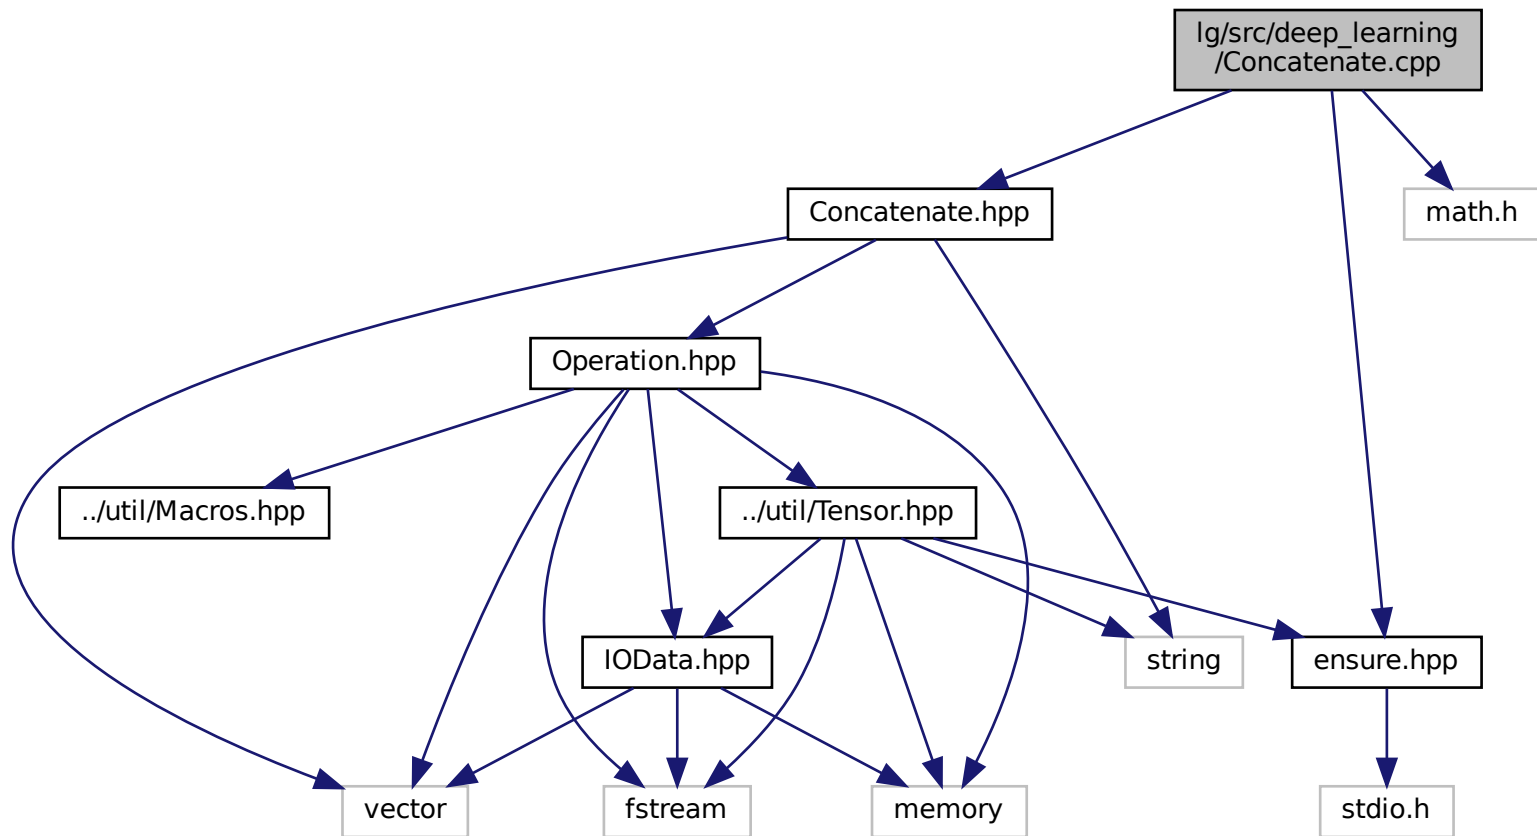 lg/src/deep_learning
/Concatenate.cpp
Concatenate.hpp
math.h
Operation.hpp
../util/Macros.hpp
../util/Tensor.hpp
IOData.hpp
string
ensure.hpp
vector
fstream
memory
stdio.h